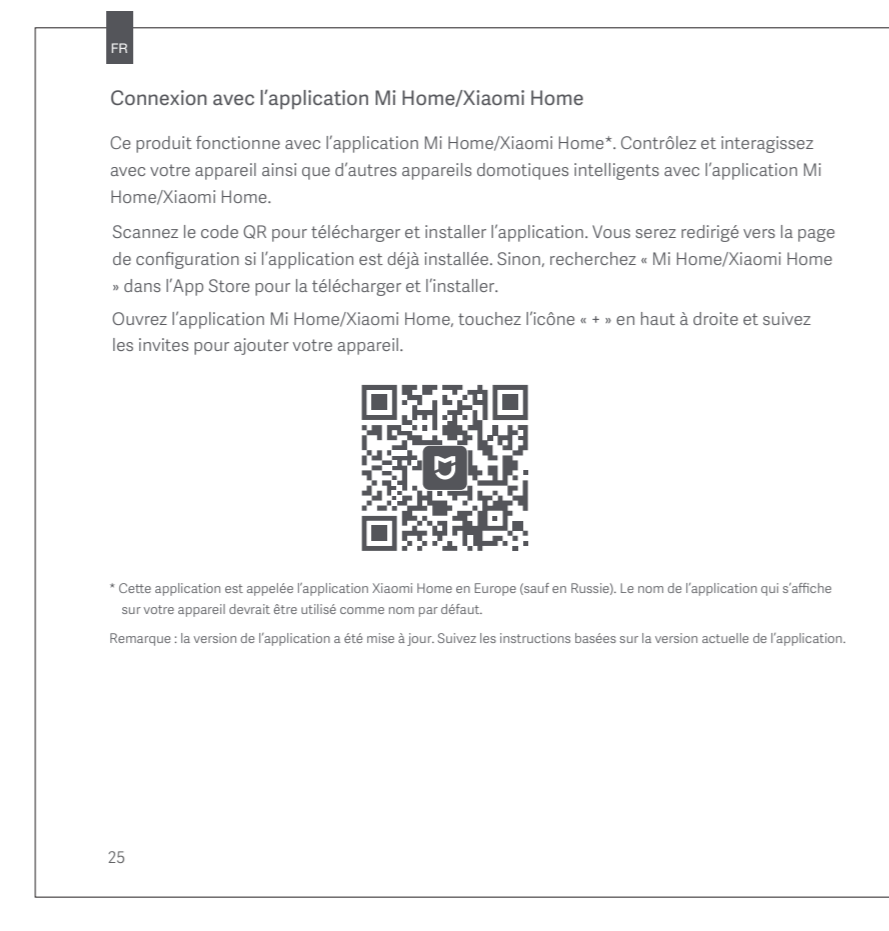 FR
Connexion avec l'application Mi Home/Xiaomi Home
Ce produit fonctionne avec l'application Mi Home/Xiaomi Home*. Contrôlez et interagissez
avec votre appareil ainsi que d'autres appareils domotiques intelligents avec l'application Mi
Home/Xiaomi Home.
Scannez le code QR pour télécharger et installer l'application. Vous serez redirigé vers la page
de configuration si l'application est déjà installée. Sinon, recherchez « Mi Home/Xiaomi Home
» dans l'App Store pour la télécharger et l'installer.
Ouvrez l'application Mi Home/Xiaomi Home, touchez l'icône « + » en haut à droite et suivez
les invites pour ajouter votre appareil.
* Cette application est appelée l'application Xiaomi Home en Europe (sauf en Russie). Le nom de l'application qui s'affiche
sur votre appareil devrait être utilisé comme nom par défaut.
Remarque : la version de l'application a été mise à jour. Suivez les instructions basées sur la version actuelle de l'application.
25